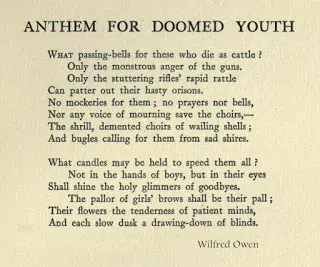 ANTHEM FOR DOOMED YOUTH
WHAT passing-bells for these who die as cattle ?
Only the monstrous anger of the guns.
Only the stuttering rifles' rapid rattle
Can patter out their hasty orisons.
No mockeries for them ; no prayers nor bells,
Nor any voice of mourning save the choirs,—
The shrill, demented choirs of wailing shells ;
And bugles calling for them from sad shires.
What candles may be held to speed them all ?
Not in the hands of boys, but in their eyes
Shall shine the holy glimmers of goodbyes.
The pallor of girls' brows shall be their pall ;
Their flowers the tenderness of patient minds,
And each slow dusk a drawing-down of blinds.
Wilfred Owen